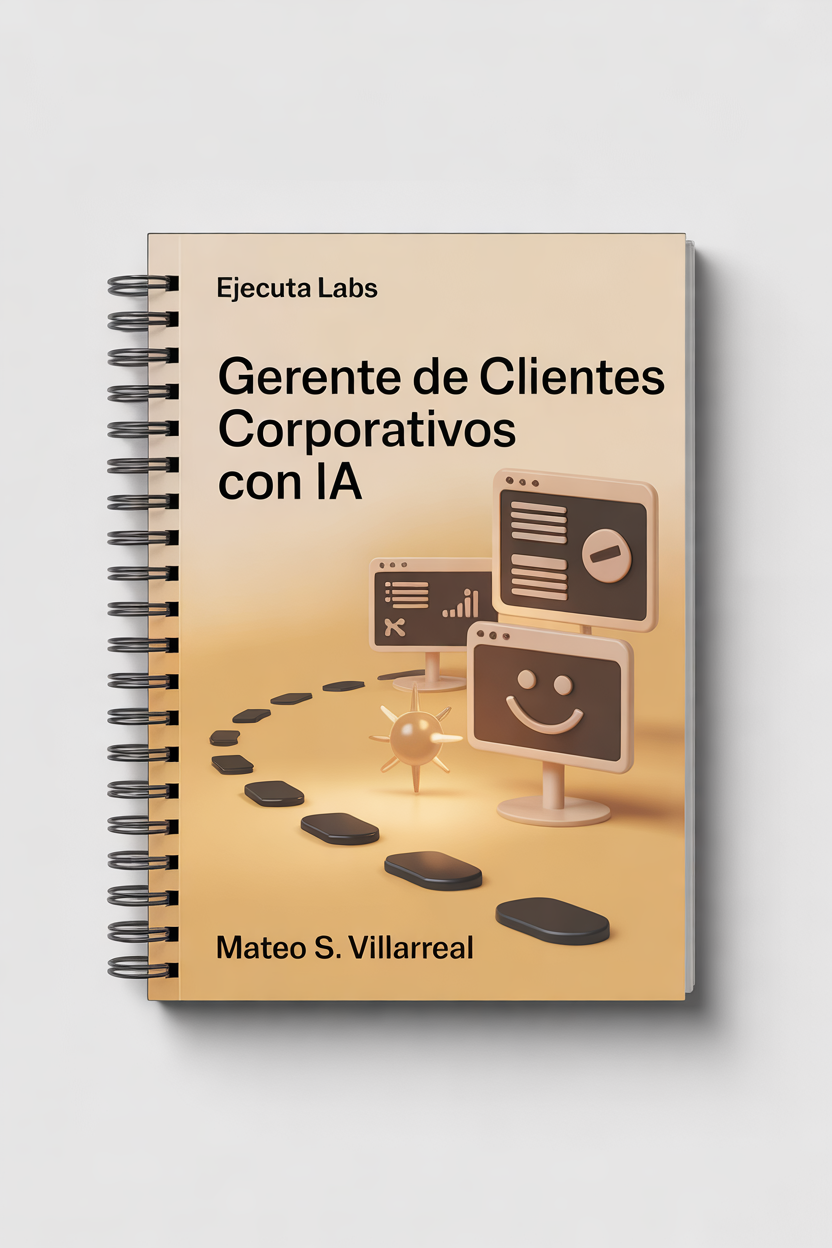 Ejecuta Labs
Gerente de Clientes
Corporativos
con IA
Mateo S. Villarreal